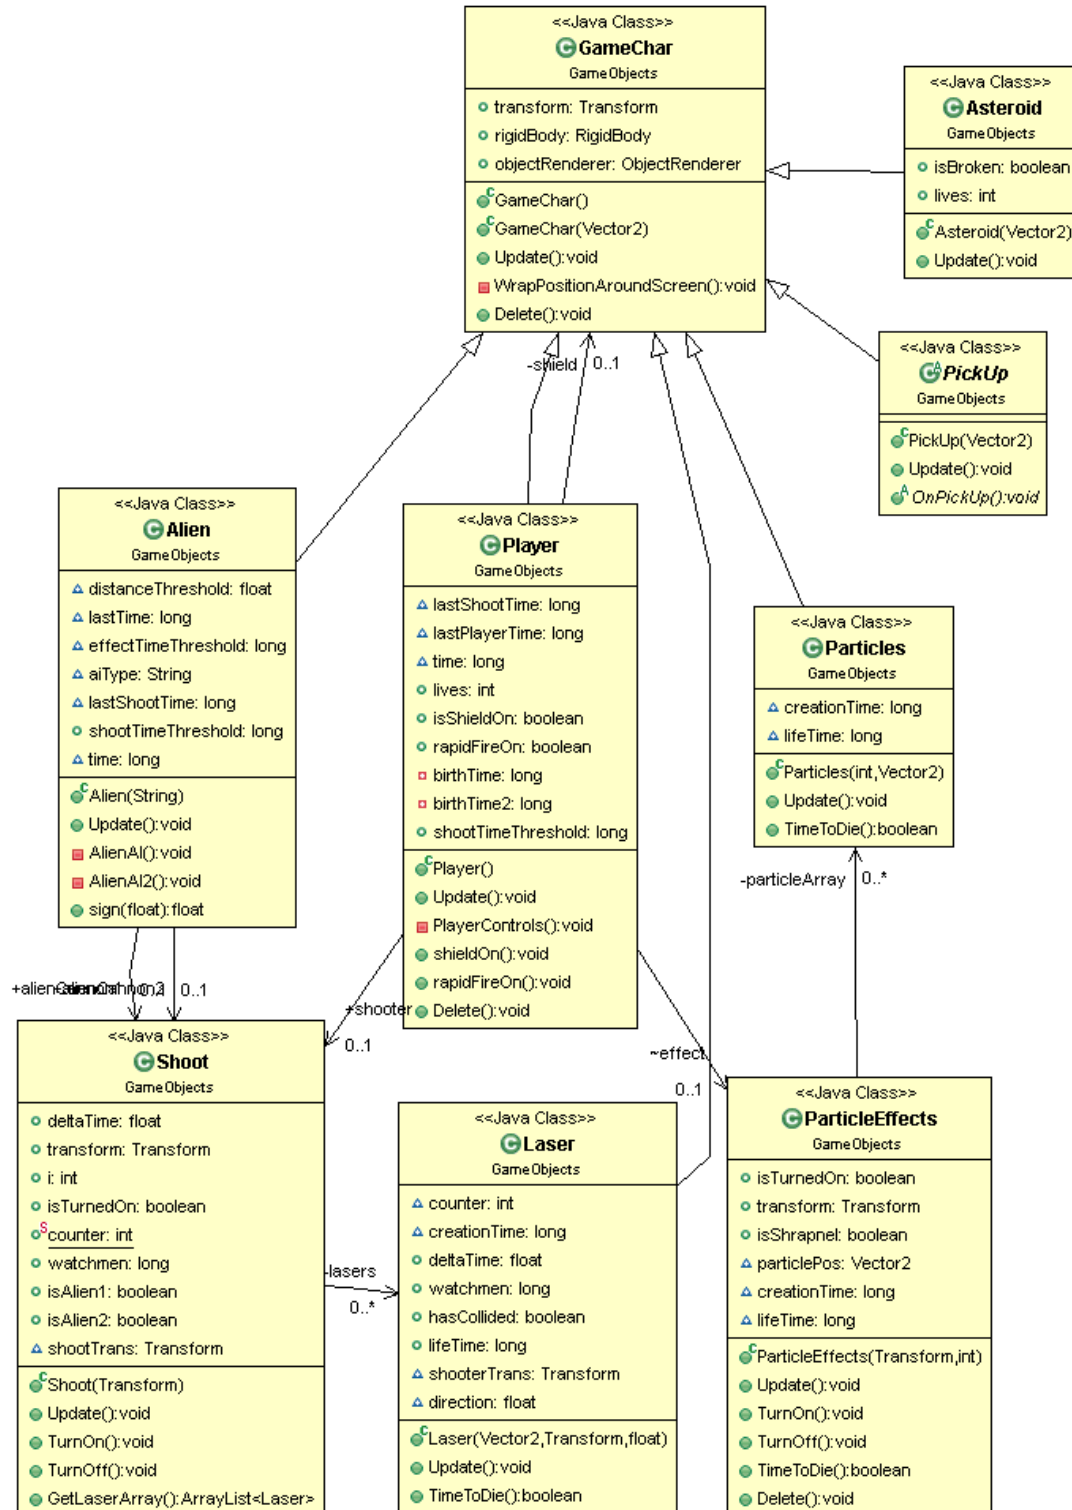 <<Java Class>>
GameChar
GameObjects
transform: Transform
rigidBody: RigidBody
objectRenderer: ObjectRenderer
GameChar()
GameChar(Vector2)
Update():void
WrapPositionAroundScreen():void
Delete():void
<<Java Class>>
Asteroid
GameObjects
isBroken: boolean
lives: int
Asteroid(Vector2)
Update():void
<<Java Class>>
PickUp
GameObjects
PickUp(Vector2)
Update():void
OnPickUp():void
-shield 0..1
<<Java Class>>
Alien
GameObjects
distanceThreshold: float
lastTime: long
effectTimeThreshold: long
aiType: String
lastShootTime: long
shootTimeThreshold: long
time: long
Alien(String)
Update():void
AlienAI():void
AlienAI2():void
sign(float):float
<<Java Class>>
Player
GameObjects
lastShootTime: long
lastPlayerTime: long
time: long
lives: int
isShieldOn: boolean
rapidFireOn: boolean
birthTime: long
birthTime2: long
shootTimeThreshold: long
Player()
Update():void
PlayerControls():void
shieldOn():void
rapidFireOn():void
Delete():void
<<Java Class>>
Particles
GameObjects
creationTime: long
lifeTime: long
Particles(int,Vector2)
Update():void
TimeToDie():boolean
-particleArray 0..*
0..1
+shooter
0..1
~effect
0..1
<<Java Class>>
Shoot
GameObjects
deltaTime: float
transform: Transform
i: int
isTurnedOn: boolean
counter: int
watchmen: long
isAlien1: boolean
isAlien2: boolean
shootTrans: Transform
Shoot(Transform)
Update():void
TurnOn():void
TurnOff():void
GetLaserArray():ArrayList<Laser>
-lasers
0..*
<<Java Class>>
Laser
GameObjects
counter: int
creationTime: long
deltaTime: float
watchmen: long
hasCollided: boolean
lifeTime: long
shooterTrans: Transform
direction: float
Laser(Vector2,Transform,float)
Update():void
TimeToDie():boolean
<<Java Class>>
ParticleEffects
GameObjects
isTurnedOn: boolean
transform: Transform
isShrapnel: boolean
particlePos: Vector2
creationTime: long
lifeTime: long
ParticleEffects(Transform,int)
Update():void
TurnOn():void
TurnOff():void
TimeToDie():boolean
Delete():void